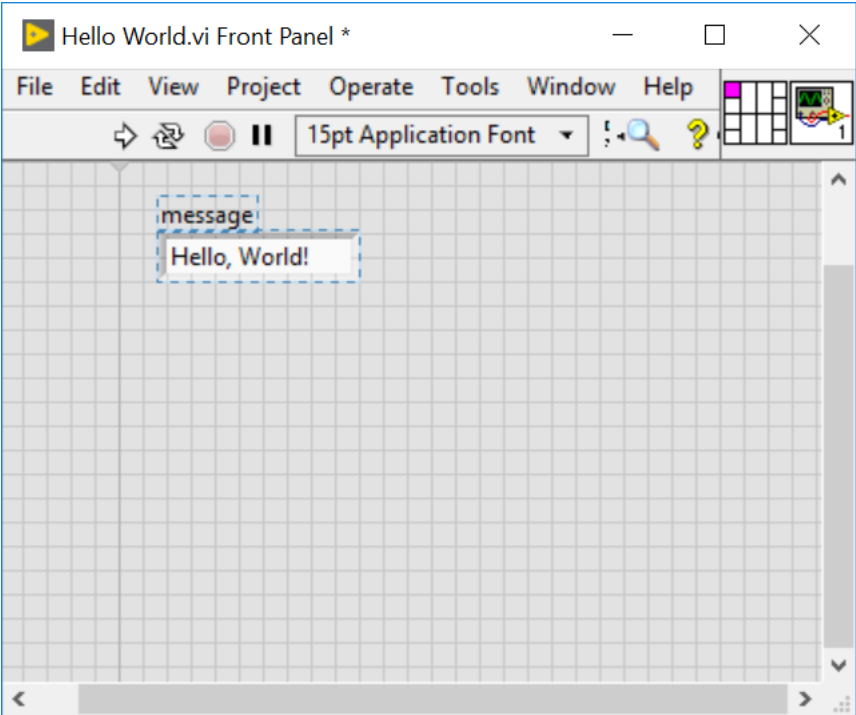 Hello World.vi Front Panel *
File Edit View Project Operate Tools Window Help
15pt Application Font
1
message
Hello, World!